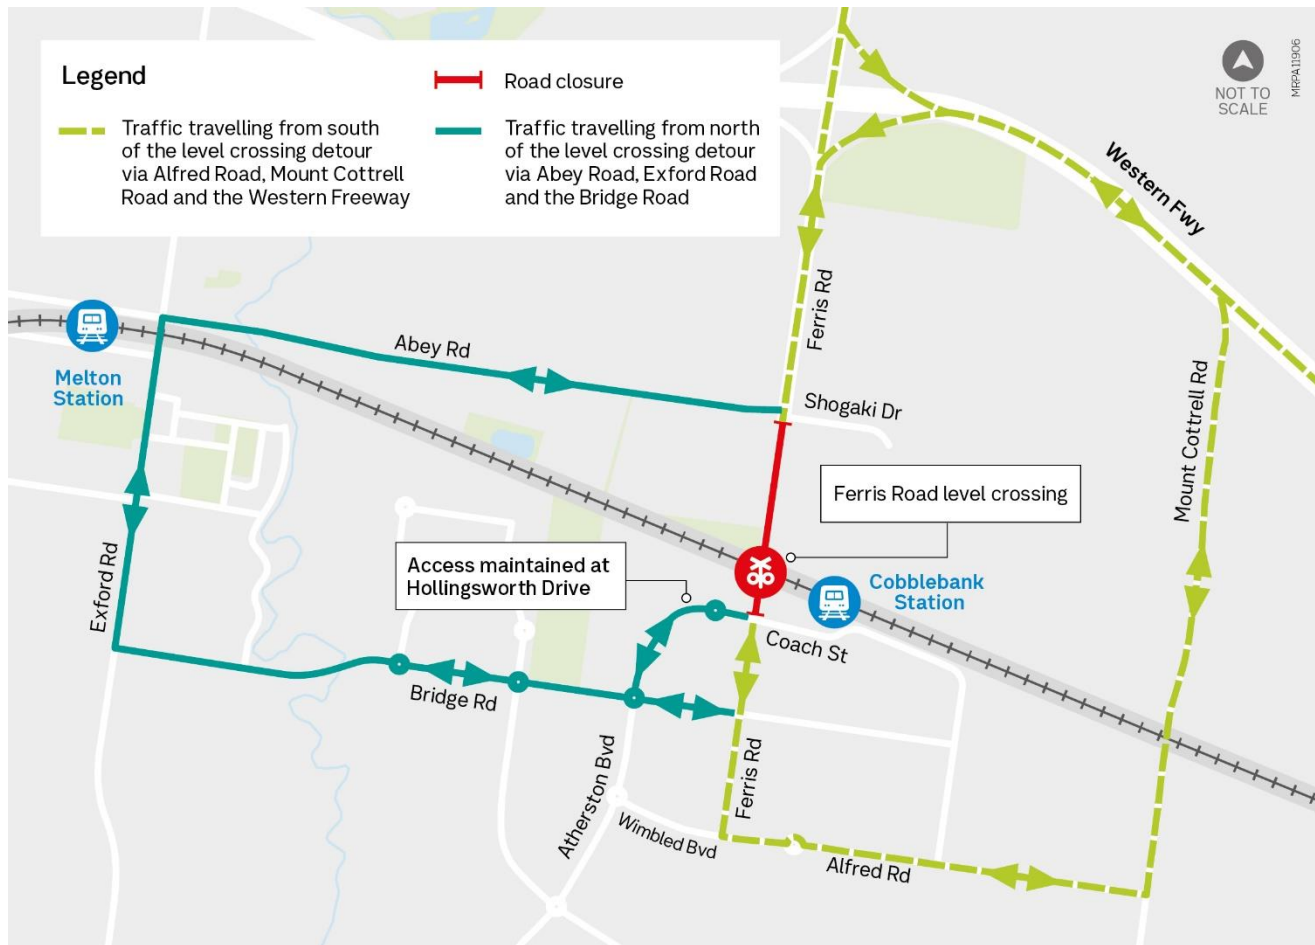 Legend
Road closure
Traffic travelling from south
of the level crossing detour
via Alfred Road, Mount Cottrell
Road and the Western Freeway
Traffic travelling from north
of the level crossing detour
via Abey Road, Exford Road
and the Bridge Road
NOT TO
SCALE
MRPA11906
Western Fwy
Ferris Rd
Abey Rd
Melton
Station
Shogaki Dr
Mount Cottrell Rd
Ferris Road level crossing
Access maintained at
Hollingsworth Drive
Cobblebank
Station
Exford Rd
Coach St
Bridge Rd
Ferris Rd
Atherston Bvd
Wimbled Bvd
Alfred Rd